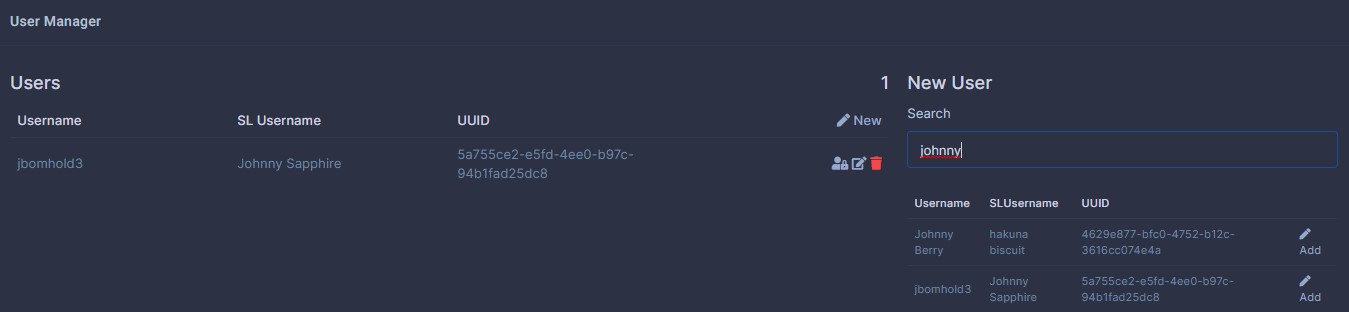 User Manager
Users 1
Username SL Username UUID New
jbomhold3 Johnny Sapphire 5a755ce2-e5fd-4ee0-b97c-
94b1fad25dc8
New User
Search
johnny
Username SLUsername UUID
Johnny hakuna 4629e877-bfc0-4752-b12c-
Berry biscuit 3616cc074e4a Add
jbomhold3 Johnny 5a755ce2-e5fd-4ee0-b97c-
Sapphire 94b1fad25dc8 Add